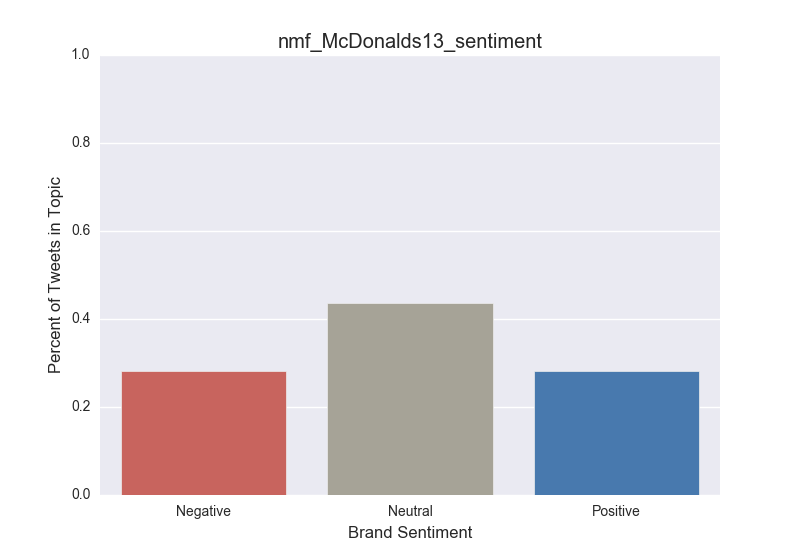 nmf_McDonalds13_sentiment
1.0
0.8
0.6
0.4
0.2
0.0
Percent of Tweets in Topic
Negative
Neutral
Positive
Brand Sentiment